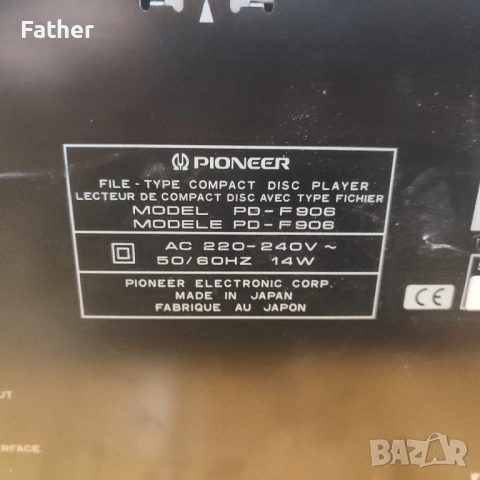 Father
PIONEER
FILE - TYPE COMPACT DISC PLAYER
LECTEUR DE COMPACT DISC AVEC TYPE FICHIER
MODEL PD-F906
MODELE PD-F906
AC 220-240V ~
50/60HZ 14W
PIONEER ELECTRONIC CORP.
MADE IN JAPAN
FABRIQUE AU JAPON
CE
BAZAR